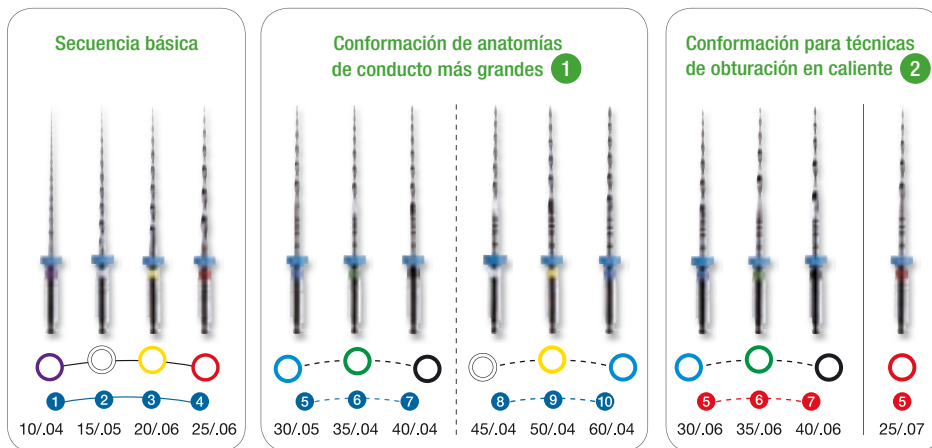 Secuencia básica
1 2 3 4
10/.04 15/.05 20/.06 25/.06
Conformación de anatomías
de conducto más grandes 1
5 6 7 8 9 10
30/.05 35/.04 40/.04 45/.04 50/.04 60/.04
Conformación para técnicas
de obturación en caliente 2
5 6 7 5
30/.06 35/.06 40/.06 25/.07